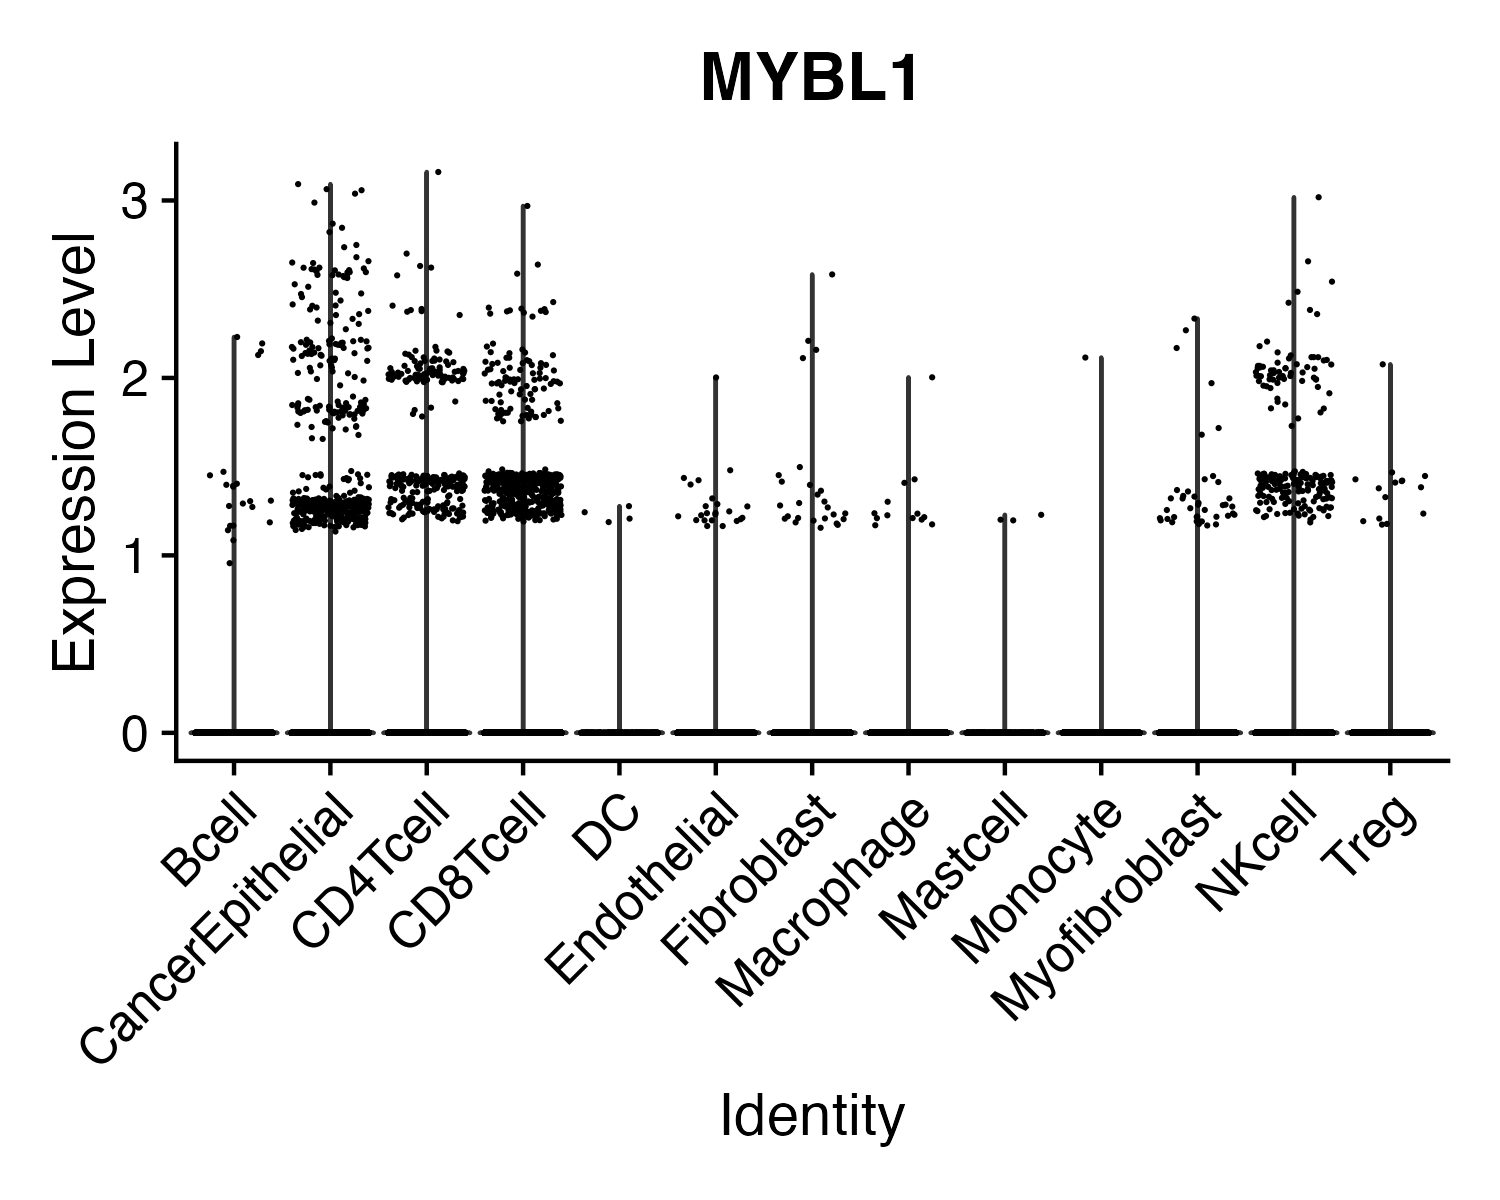 MYBL1
Expression Level
3
2
1
0
Bcell
CancerEpithelial
CD4Tcell
CD8Tcell
DC
Endothelial
Fibroblast
Macrophage
Mastcell
Monocyte
Myofibroblast
NKcell
Treg
Identity